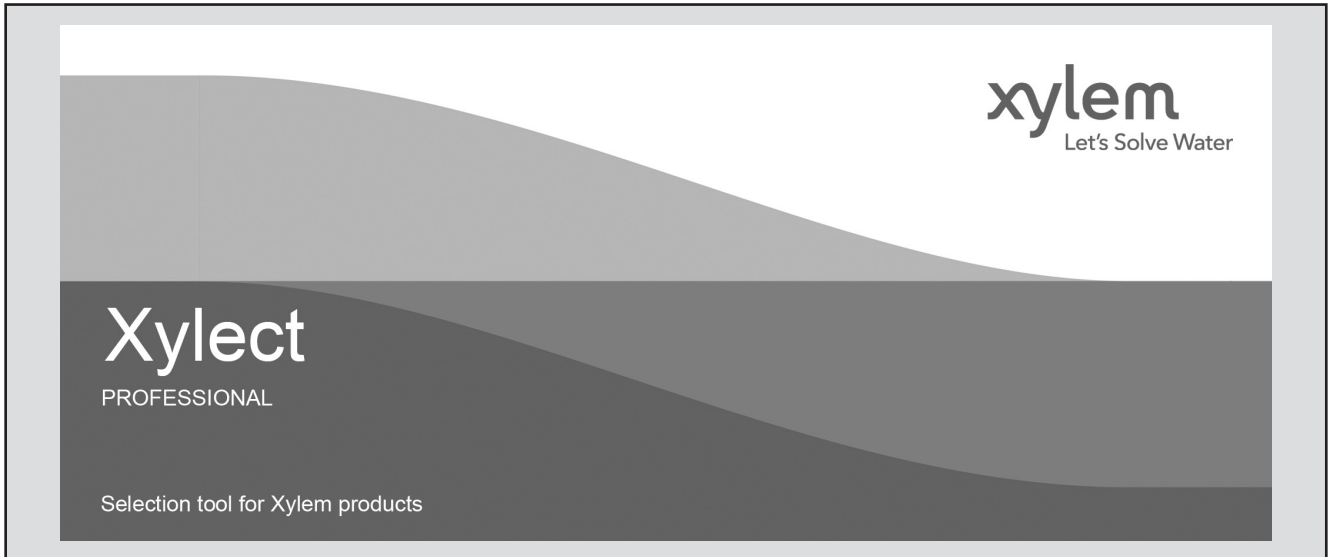 xylem
Let's Solve Water
Xylect
PROFESSIONAL
Selection tool for Xylem products